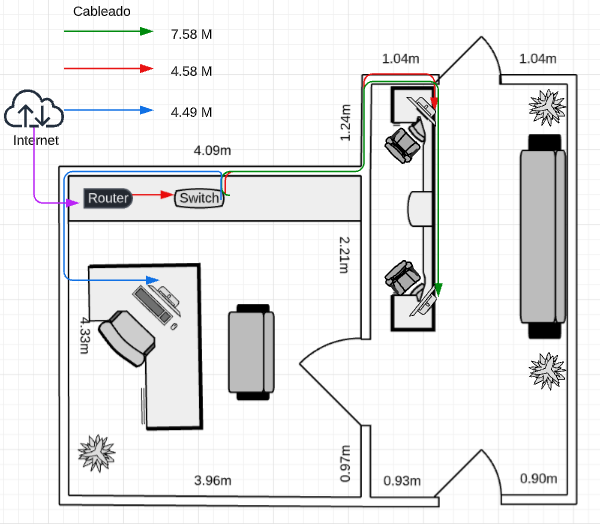 Cableado
7.58 M
4.58 M
4.49 M
Internet
1.04m
1.04m
1.24m
4.09m
Router
Switch
2.21m
4.33m
3.96m
0.97m
0.93m
0.90m